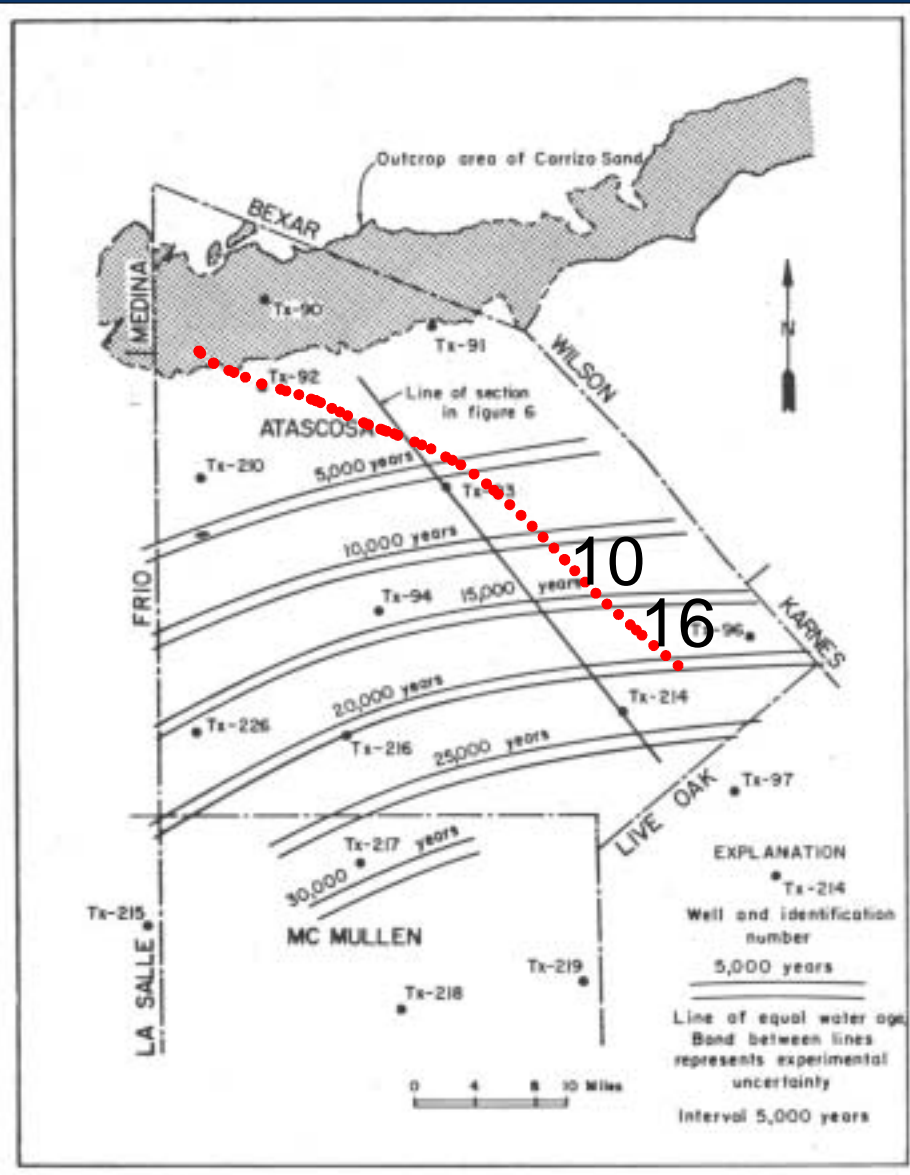 Outcrop area of Carrizo Sand
BEXAR
MEDINA
Tx-90
N
Tx-91
WILSON
Tx-92
Line of section
in figure 6
ATASCOSA
Tx-210
5,000 years
Tx-93
10,000 years
10
FRIO
Tx-94
15,000 years
16
Tx-96
KARNES
20,000 years
Tx-214
Tx-226
Tx-216
25,000 years
Tx-97
LIVE OAK
Tx-217
30,000 years
EXPLANATION
Tx-214
Well and identification
number
Tx-215
MC MULLEN
5,000 years
LA SALLE
Tx-219
Tx-218
Line of equal water age
Band between lines
represents experimental
uncertainty
Interval 5,000 years
0 4 8 10 Miles